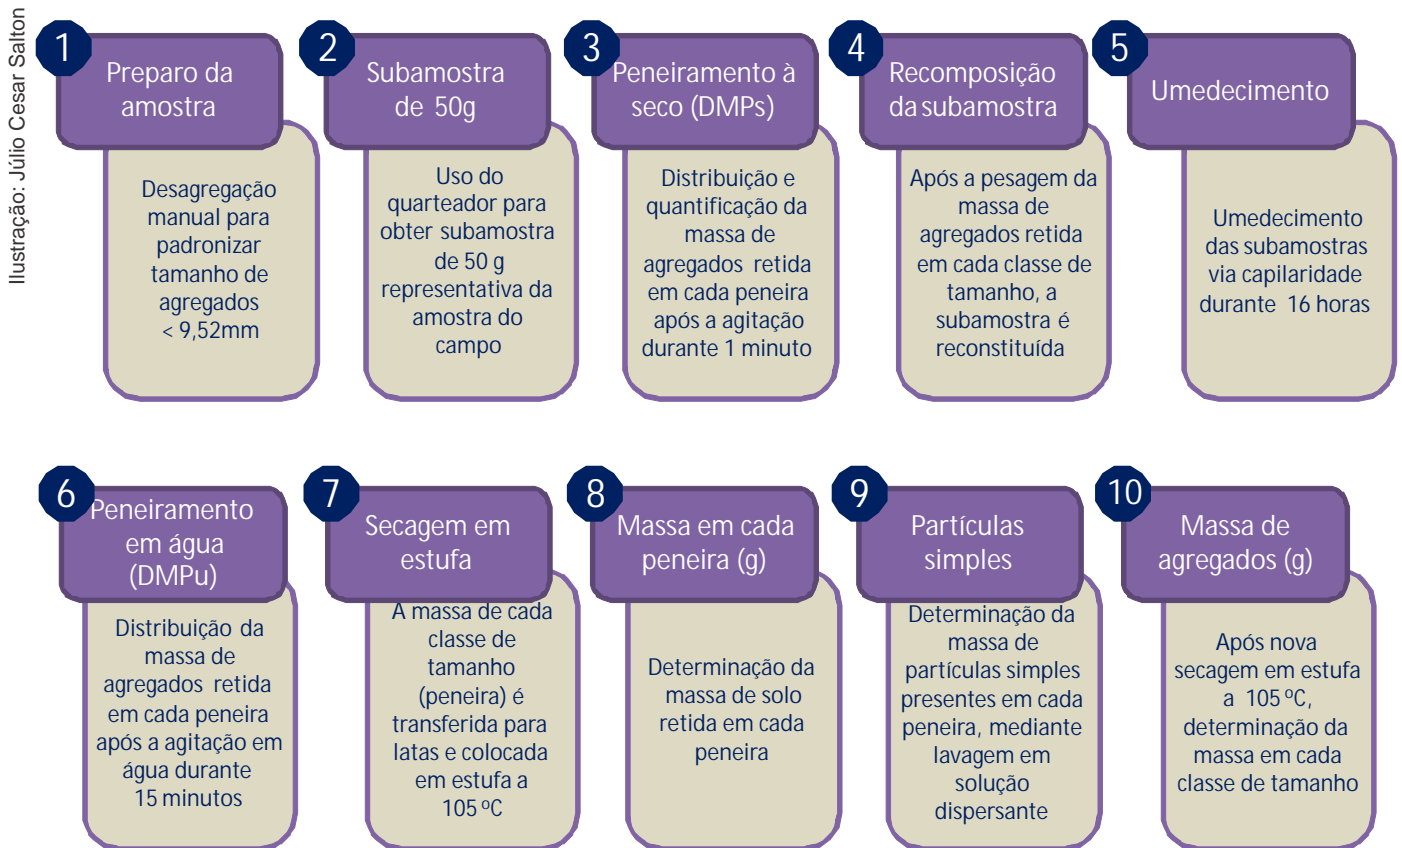 Ilustração: Júlio Cesar Salton
1
Preparo da
amostra
Desagregação
manual para
padronizar
tamanho de
agregados
< 9,52mm
2
Subamostra
de 50g
Uso do
quarteador para
obter subamostra
de 50 g
representativa da
amostra do
campo
3
Peneiramento à
seco (DMPs)
Distribuição e
quantificação da
massa de
agregados retida
em cada peneira
após a agitação
durante 1 minuto
4
Recomposição
da subamostra
Após a pesagem da
massa de
agregados retida
em cada classe de
tamanho, a
subamostra é
reconstituída
5
Umedecimento
Umedecimento
das subamostras
via capilaridade
durante 16 horas
6
Peneiramento
em água
(DMPu)
Distribuição da
massa de
agregados retida
em cada peneira
após a agitação em
água durante
15 minutos
7
Secagem em
estufa
A massa de cada
classe de
tamanho
(peneira) é
transferida para
latas e colocada
em estufa a
105 ºC
8
Massa em cada
peneira (g)
Determinação da
massa de solo
retida em cada
peneira
9
Partículas
simples
Determinação da
massa de
partículas simples
presentes em cada
peneira, mediante
lavagem em
solução
dispersante
10
Massa de
agregados (g)
Após nova
secagem em estufa
a 105 ºC,
determinação da
massa em cada
classe de tamanho